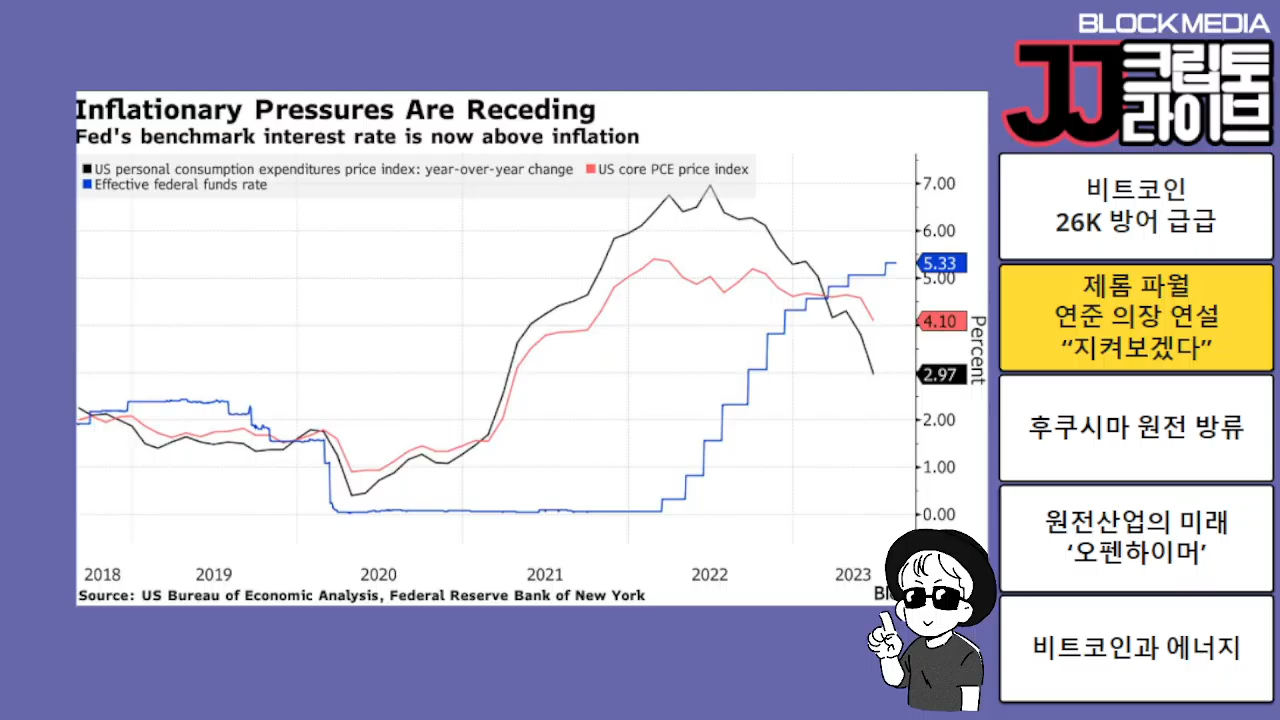 Inflationary Pressures Are Receding
Fed's benchmark interest rate is now above inflation
US personal consumption expenditures price index: year-over-year change US core PCE price index
Effective federal funds rate
7.00
6.00
5.33
5.00
4.10
2.97
2.00
1.00
0.00
Percent
2018 2019 2020 2021 2022 2023
Source: US Bureau of Economic Analysis, Federal Reserve Bank of New York
BLOCKMEDIA
JJ크립토
라이브
비트코인
26K 방어 급급
제롬 파월
연준 의장 연설
“지켜보겠다”
후쿠시마 원전 방류
원전산업의 미래
‘오펜하이머’
비트코인과 에너지